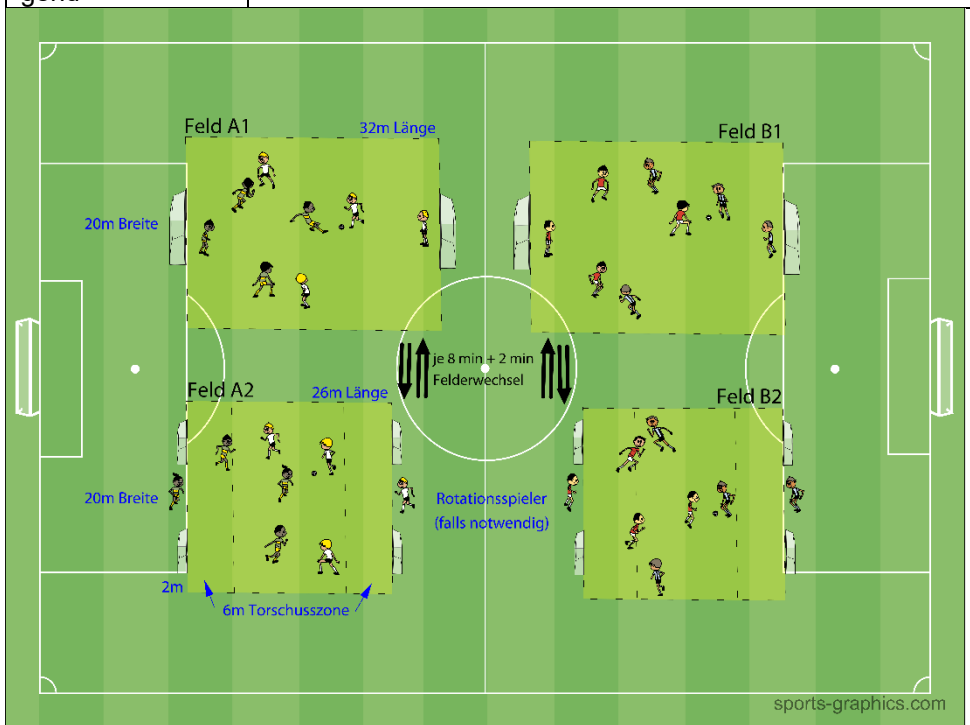 Feld A1
32m Länge
Feld B1
20m Breite
je 8 min + 2 min
Felderwechsel
Feld A2
26m Länge
Feld B2
20m Breite
Rotationsspieler
(falls notwendig)
2m
6m Torschusszone
sports-graphics.com